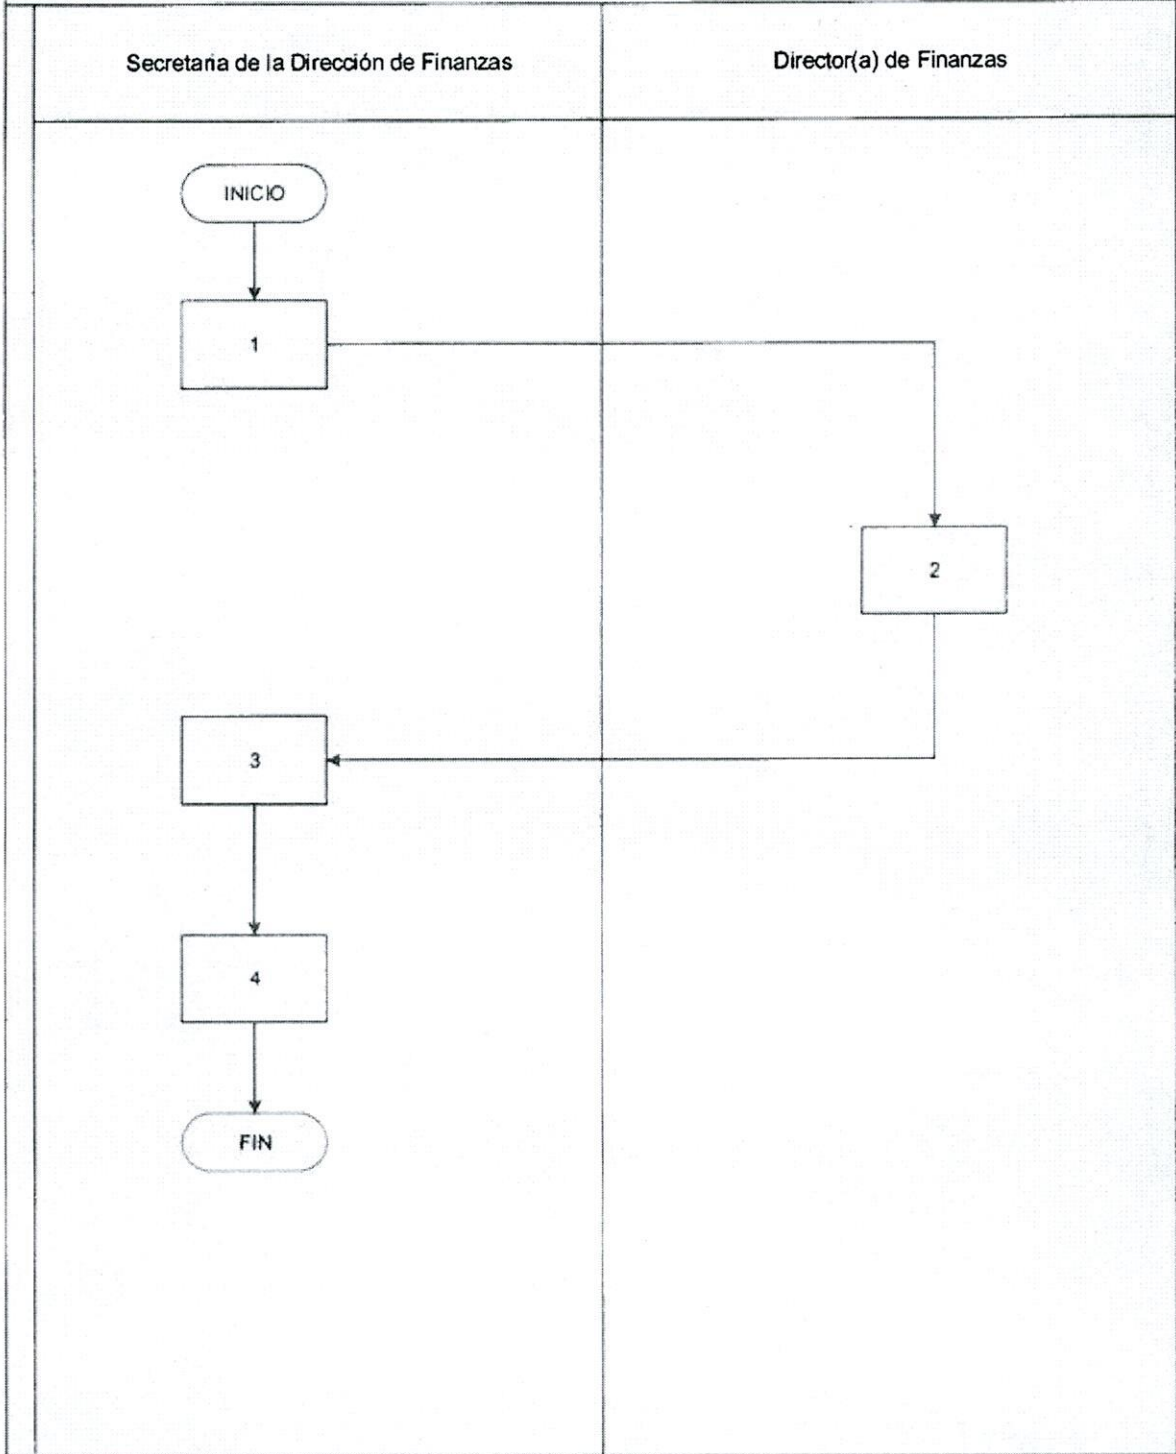 Secretaria de la Dirección de Finanzas
Director(a) de Finanzas
INICIO
1
2
3
4
FIN